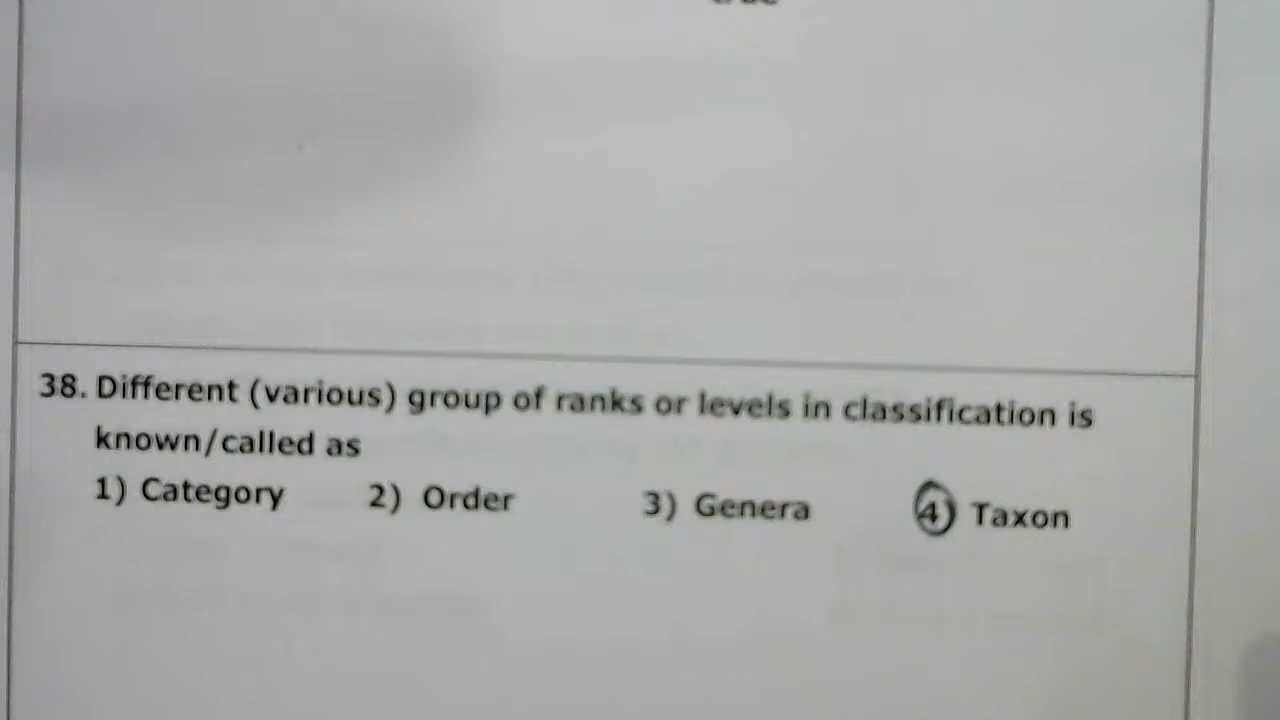 38. Different (various) group of ranks or levels in classification is
known/called as
1) Category 2) Order 3) Genera 4) Taxon